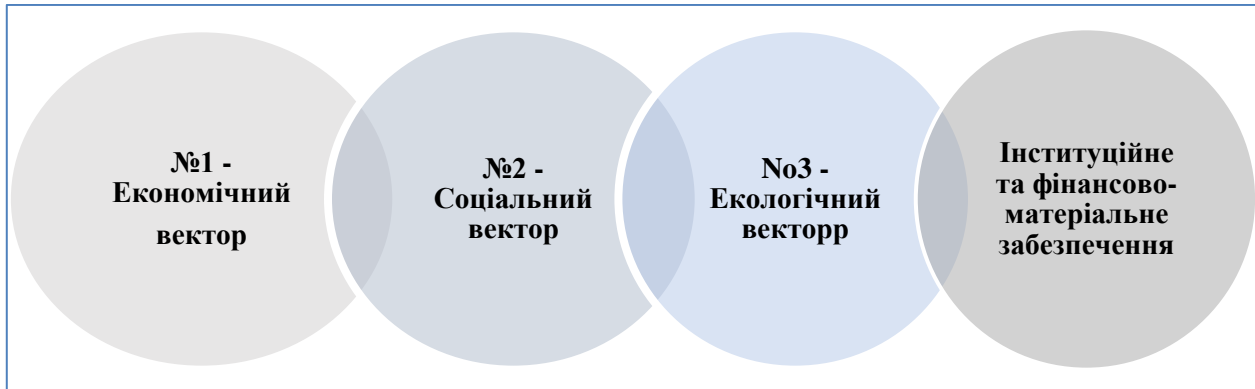 №1 -
Економічний
вектор
№2 -
Соціальний
вектор
No3 -
Екологічний
векторр
Інституційне
та фінансово-
матеріальне
забезпечення